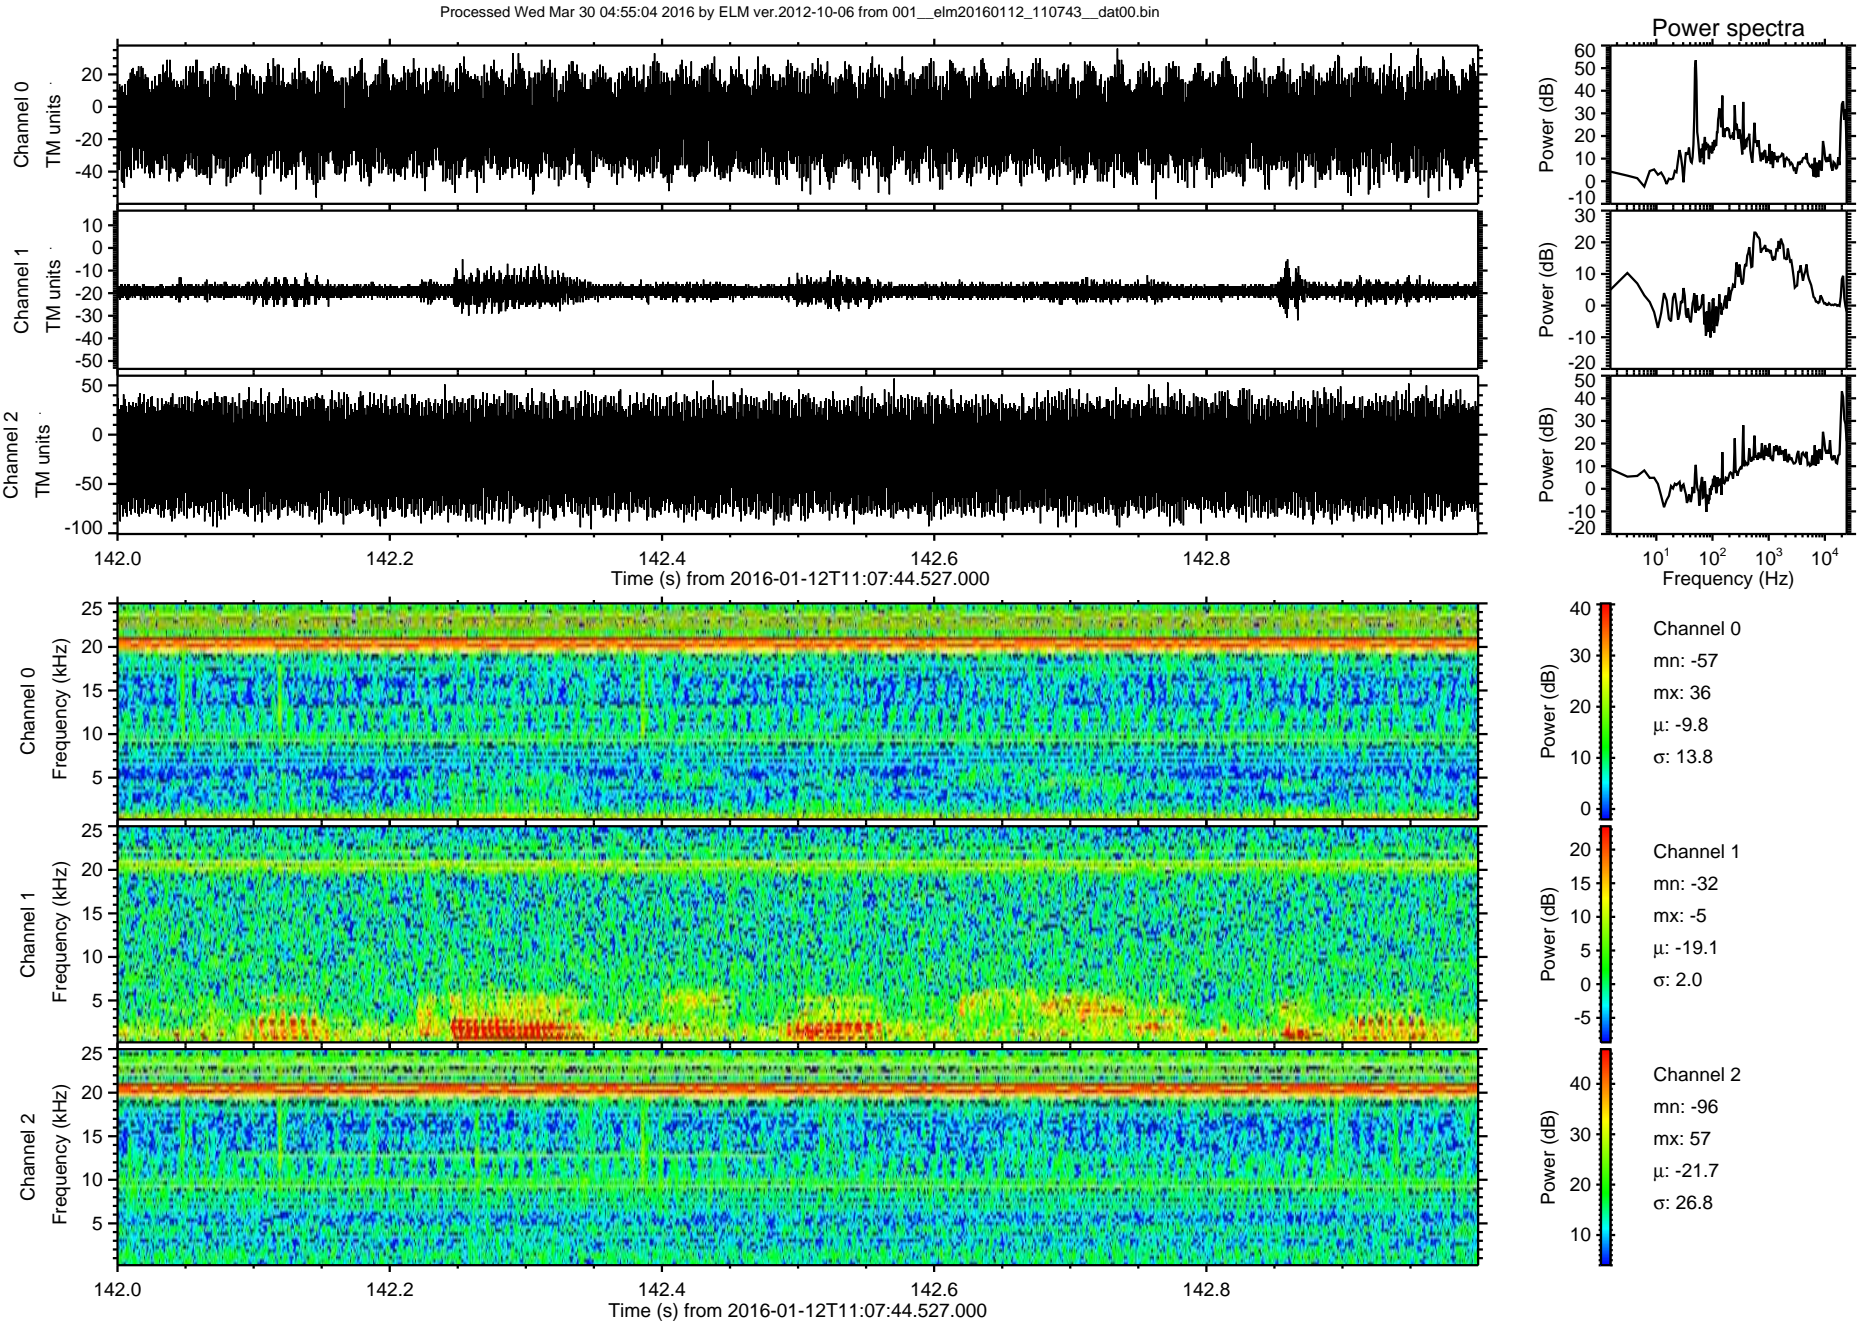 Processed Wed Mar 30 04:55:04 2016 by ELM ver.2012-10-06 from 001__elm20160112_110743__dat00.bin
Power spectra
Channel 0
TM units
20
0
-20
-40
Power (dB)
60
50
40
30
20
10
0
-10
Channel 1
TM units
10
0
-10
-20
-30
-40
-50
Power (dB)
30
20
10
0
-10
-20
Channel 2
TM units
50
0
-50
-100
Power (dB)
50
40
30
20
10
0
-10
-20
142.0 142.2 142.4 142.6 142.8
Time (s) from 2016-01-12T11:07:44.527.000
10^1 10^2 10^3 10^4
Frequency (Hz)
Channel 0
Frequency (kHz)
25
20
15
10
5
Power (dB)
40
30
20
10
0
Channel 0
mn: -57
mx: 36
μ: -9.8
σ: 13.8
Channel 1
Frequency (kHz)
25
20
15
10
5
Power (dB)
20
15
10
5
0
-5
Channel 1
mn: -32
mx: -5
μ: -19.1
σ: 2.0
Channel 2
Frequency (kHz)
25
20
15
10
5
Power (dB)
40
30
20
10
Channel 2
mn: -96
mx: 57
μ: -21.7
σ: 26.8
142.0 142.2 142.4 142.6 142.8
Time (s) from 2016-01-12T11:07:44.527.000